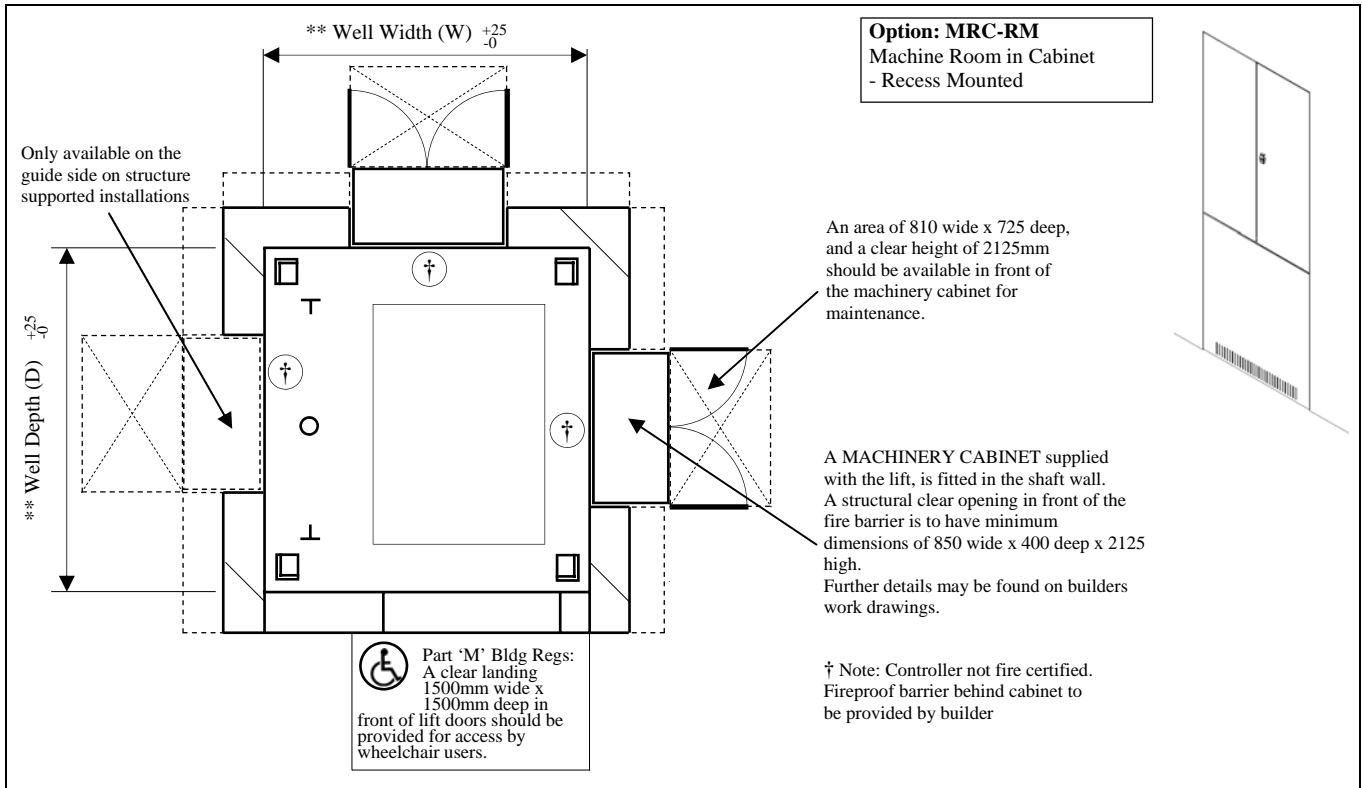 ** Well Width (W) +25
-0
Option: MRC-RM
Machine Room in Cabinet
- Recess Mounted
Only available on the
guide side on structure
supported installations
** Well Depth (D) +25
-0
†
†
†
An area of 810 wide x 725 deep,
and a clear height of 2125mm
should be available in front of
the machinery cabinet for
maintenance.
A MACHINERY CABINET supplied
with the lift, is fitted in the shaft wall.
A structural clear opening in front of the
fire barrier is to have minimum
dimensions of 850 wide x 400 deep x 2125
high.
Further details may be found on builders
work drawings.
Part ‘M’ Bldg Regs:
A clear landing
1500mm wide x
1500mm deep in
front of lift doors should be
provided for access by
wheelchair users.
† Note: Controller not fire certified.
Fireproof barrier behind cabinet to
be provided by builder